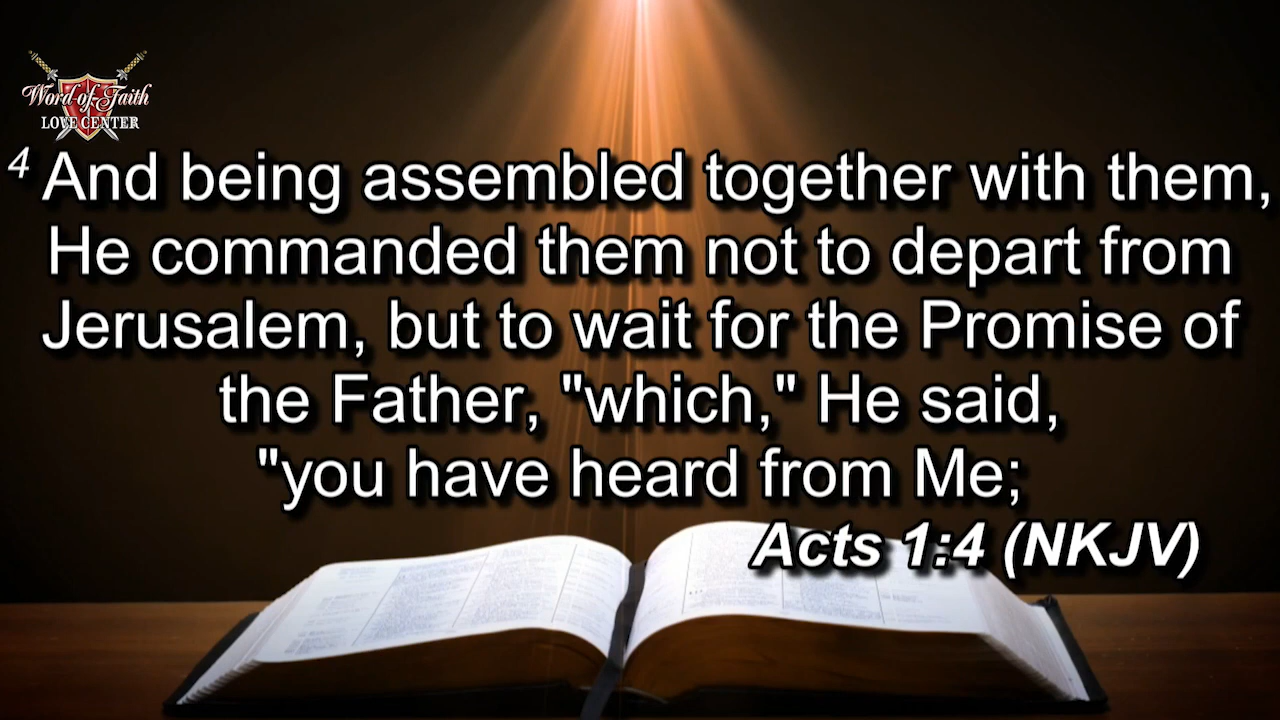 Word of Faith
LOVE CENTER
4 And being assembled together with them,
He commanded them not to depart from
Jerusalem, but to wait for the Promise of
the Father, "which," He said,
"you have heard from Me;
Acts 1:4 (NKJV)